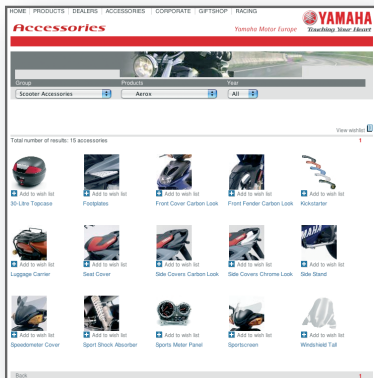 HOME PRODUCTS DEALERS ACCESSORIES CORPORATE GIFTSHOP RACING
YAMAHA
Accessories
Yamaha Motor Europe
Touching Your Heart
Group Products Year
Scooter Accessories Aerox All
View wishlist
Total number of results: 15 accessories 1
Add to wish list Add to wish list Add to wish list Add to wish list Add to wish list
30-Litre Topcase Footplates Front Cover Carbon Look Front Fender Carbon Look Kickstarter
YAMAHA
Add to wish list Add to wish list Add to wish list Add to wish list Add to wish list
Luggage Carrier Seat Cover Side Covers Carbon Look Side Covers Chrome Look Side Stand
Add to wish list Add to wish list Add to wish list Add to wish list Add to wish list
Speedometer Cover Sport Shock Absorber Sports Meter Panel Sportscreen Windshield Tall
Back 1